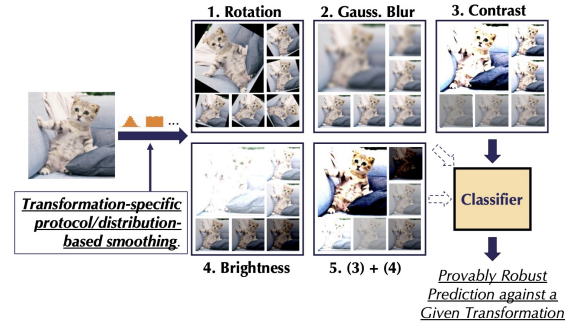 1. Rotation
2. Gauss. Blur
3. Contrast
...
Transformation-specific
protocol/distribution-
based smoothing.
4. Brightness
5. (3) + (4)
Classifier
Provably Robust
Prediction against a
Given Transformation